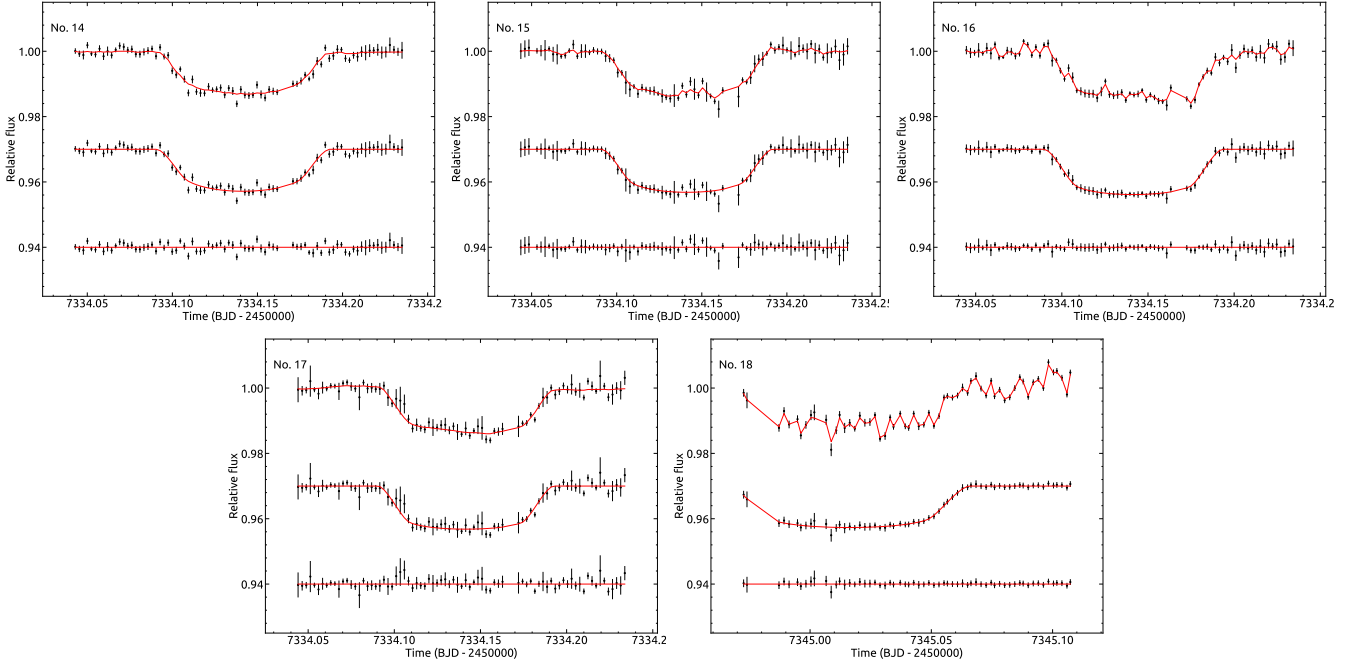 No. 14
1.00
0.98
0.96
0.94
Relative flux
7334.05 7334.10 7334.15 7334.20 7334.2
Time (BJD - 2450000)
No. 15
1.00
0.98
0.96
0.94
Relative flux
7334.05 7334.10 7334.15 7334.20 7334.2
Time (BJD - 2450000)
No. 16
1.00
0.98
0.96
0.94
Relative flux
7334.05 7334.10 7334.15 7334.20 7334.2
Time (BJD - 2450000)
No. 17
1.00
0.98
0.96
0.94
Relative flux
7334.05 7334.10 7334.15 7334.20 7334.2
Time (BJD - 2450000)
No. 18
1.00
0.98
0.96
0.94
Relative flux
7345.00 7345.05 7345.10
Time (BJD - 2450000)